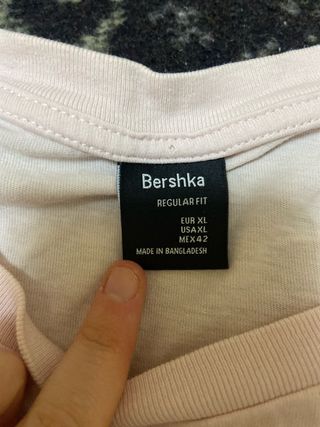 Bershka
REGULAR FIT
EUR XL
USA XL
MEX 42
MADE IN BANGLADESH